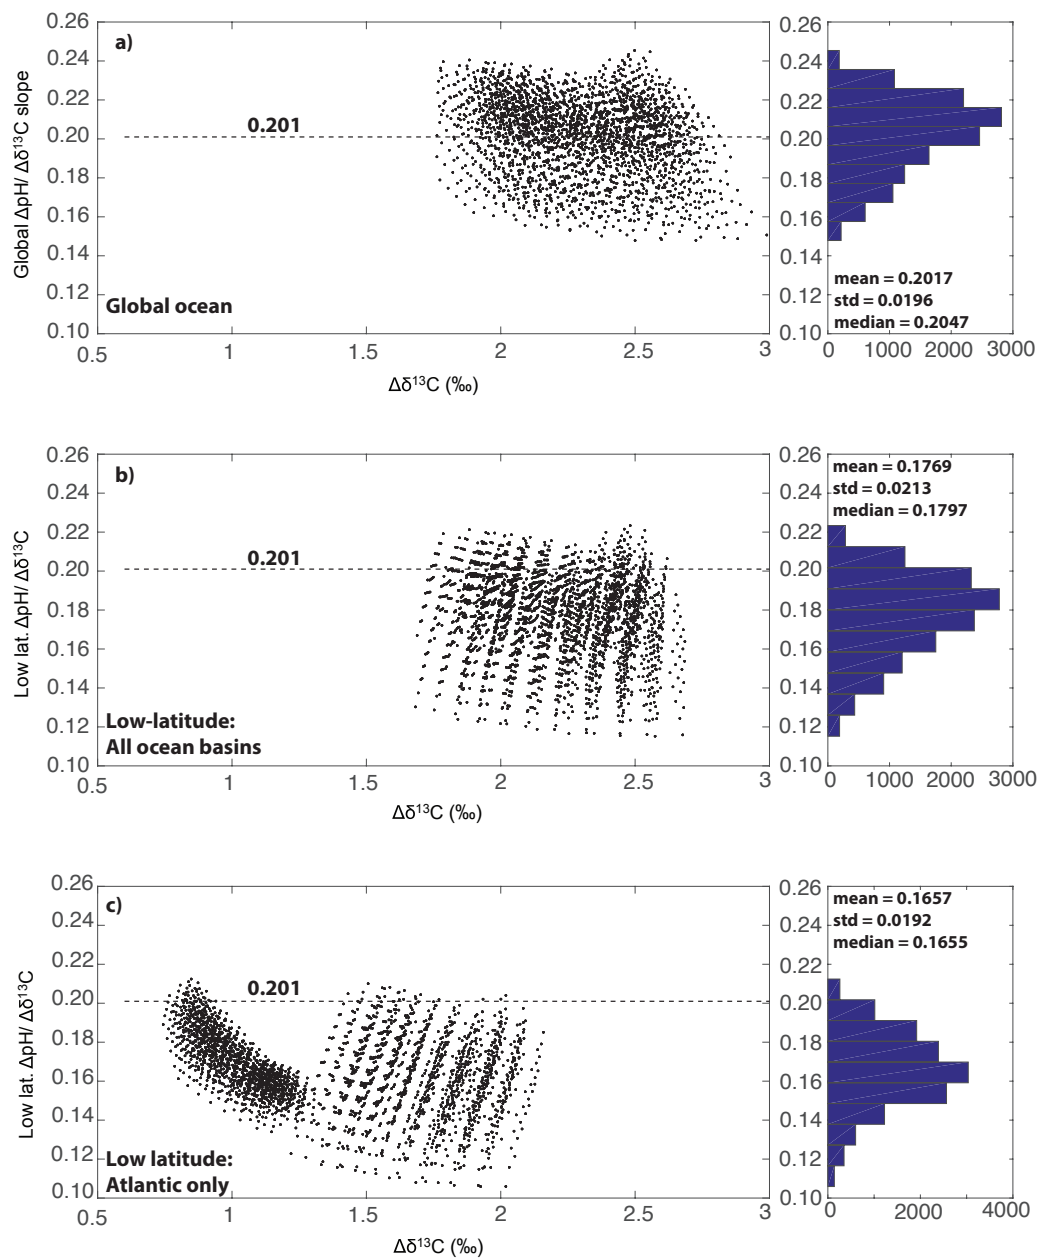 0.26
0.24
0.22
0.20
0.18
0.16
0.14
0.12
0.10
Global ΔpH/ Δδ¹³C slope
a)
0.201
Global ocean
0.5 1 1.5 2 2.5 3
Δδ¹³C (‰)
0.26
0.24
0.22
0.20
0.18
0.16
0.14
0.12
0.10
mean = 0.2017
std = 0.0196
median = 0.2047
0 1000 2000 3000
0.26
0.24
0.22
0.20
0.18
0.16
0.14
0.12
0.10
Low lat. ΔpH/ Δδ¹³C
b)
0.201
Low-latitude:
All ocean basins
0.5 1 1.5 2 2.5 3
Δδ¹³C (‰)
0.26
0.24
0.22
0.20
0.18
0.16
0.14
0.12
0.10
mean = 0.1769
std = 0.0213
median = 0.1797
0 1000 2000 3000
0.26
0.24
0.22
0.20
0.18
0.16
0.14
0.12
0.10
Low lat. ΔpH/ Δδ¹³C
c)
0.201
Low latitude:
Atlantic only
0.5 1 1.5 2 2.5 3
Δδ¹³C (‰)
0.26
0.24
0.22
0.20
0.18
0.16
0.14
0.12
0.10
mean = 0.1657
std = 0.0192
median = 0.1655
0 2000 4000